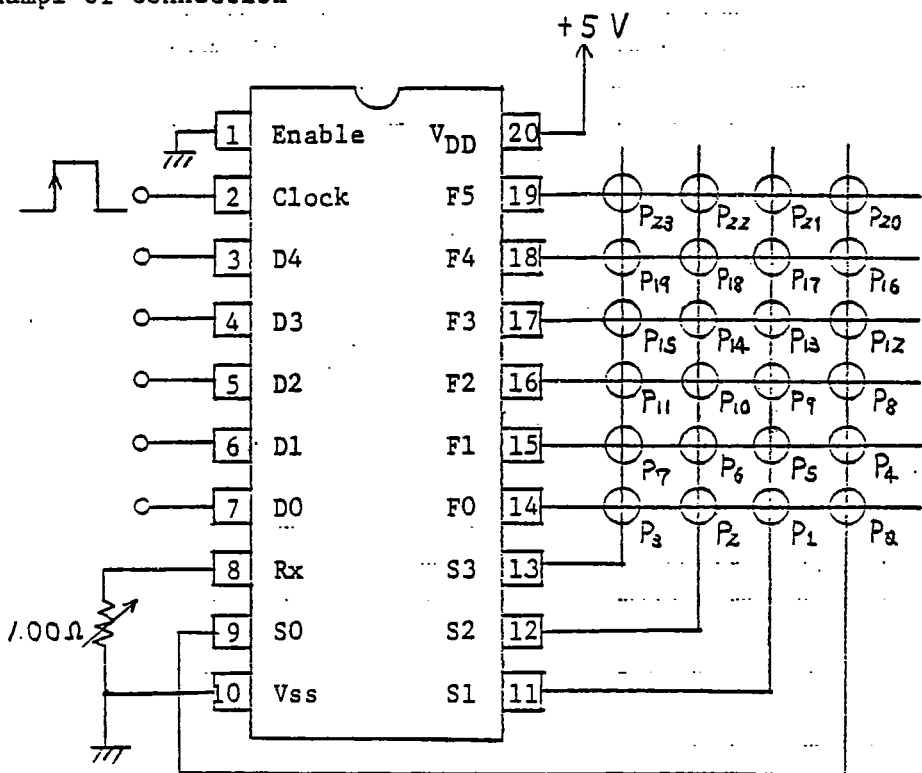 ampl of connection
+5 V
1 Enable VDD 20
2 Clock F5 19
P23 P22 P21 P20
3 D4 F4 18
P19 P18 P17 P16
4 D3 F3 17
P15 P14 P13 P12
5 D2 F2 16
P11 P10 P9 P8
6 D1 F1 15
P7 P6 P5 P4
7 D0 F0 14
P3 P2 P1
8 Rx S3 13
1.00Ω
9 S0 S2 12
10 Vss S1 11